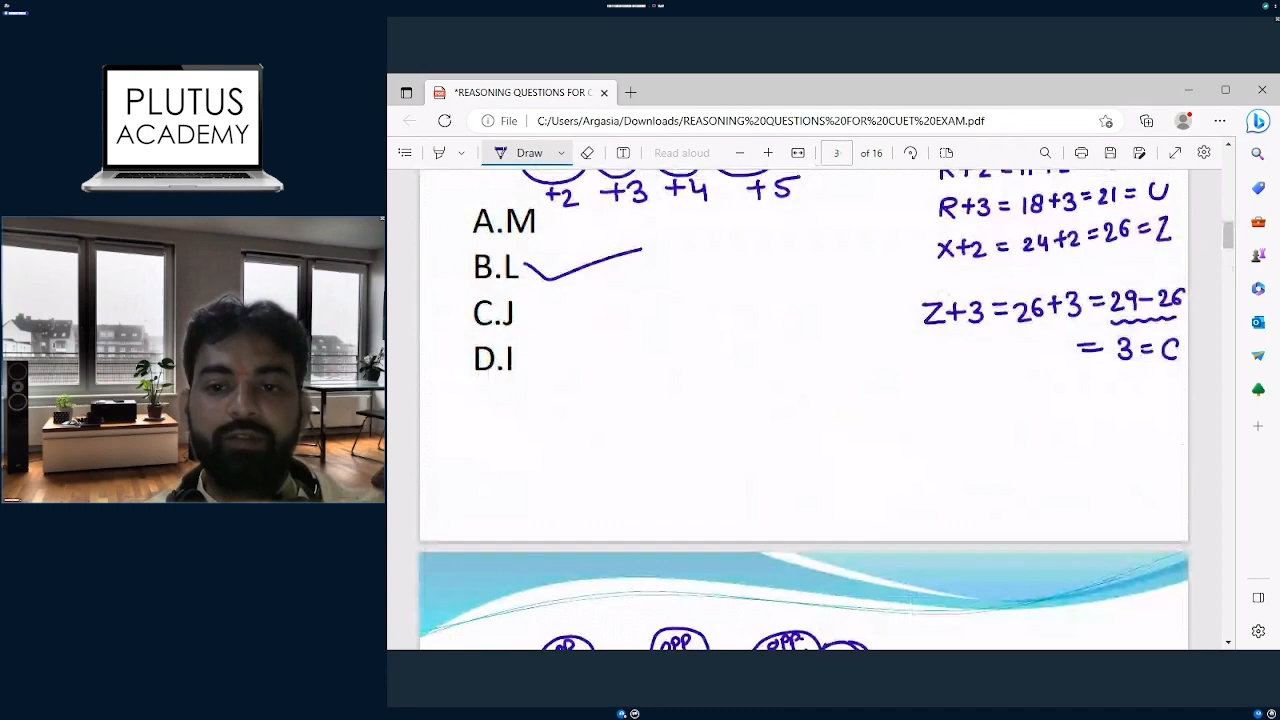 PLUTUS
ACADEMY
*REASONING QUESTIONS FOR C
File C:/Users/Argasia/Downloads/REASONING%20QUESTIONS%20FOR%20CUET%20EXAM.pdf
Draw Read aloud 3 of 16
+2 +3 +4 +5
R+3 = 18+3 = 21 = U
A.M
X+2 = 24+2 = 26 = Z
B.L
Z+3 = 26+3 = 29-26
C.J
= 3 = C
D.I
OPP OPP